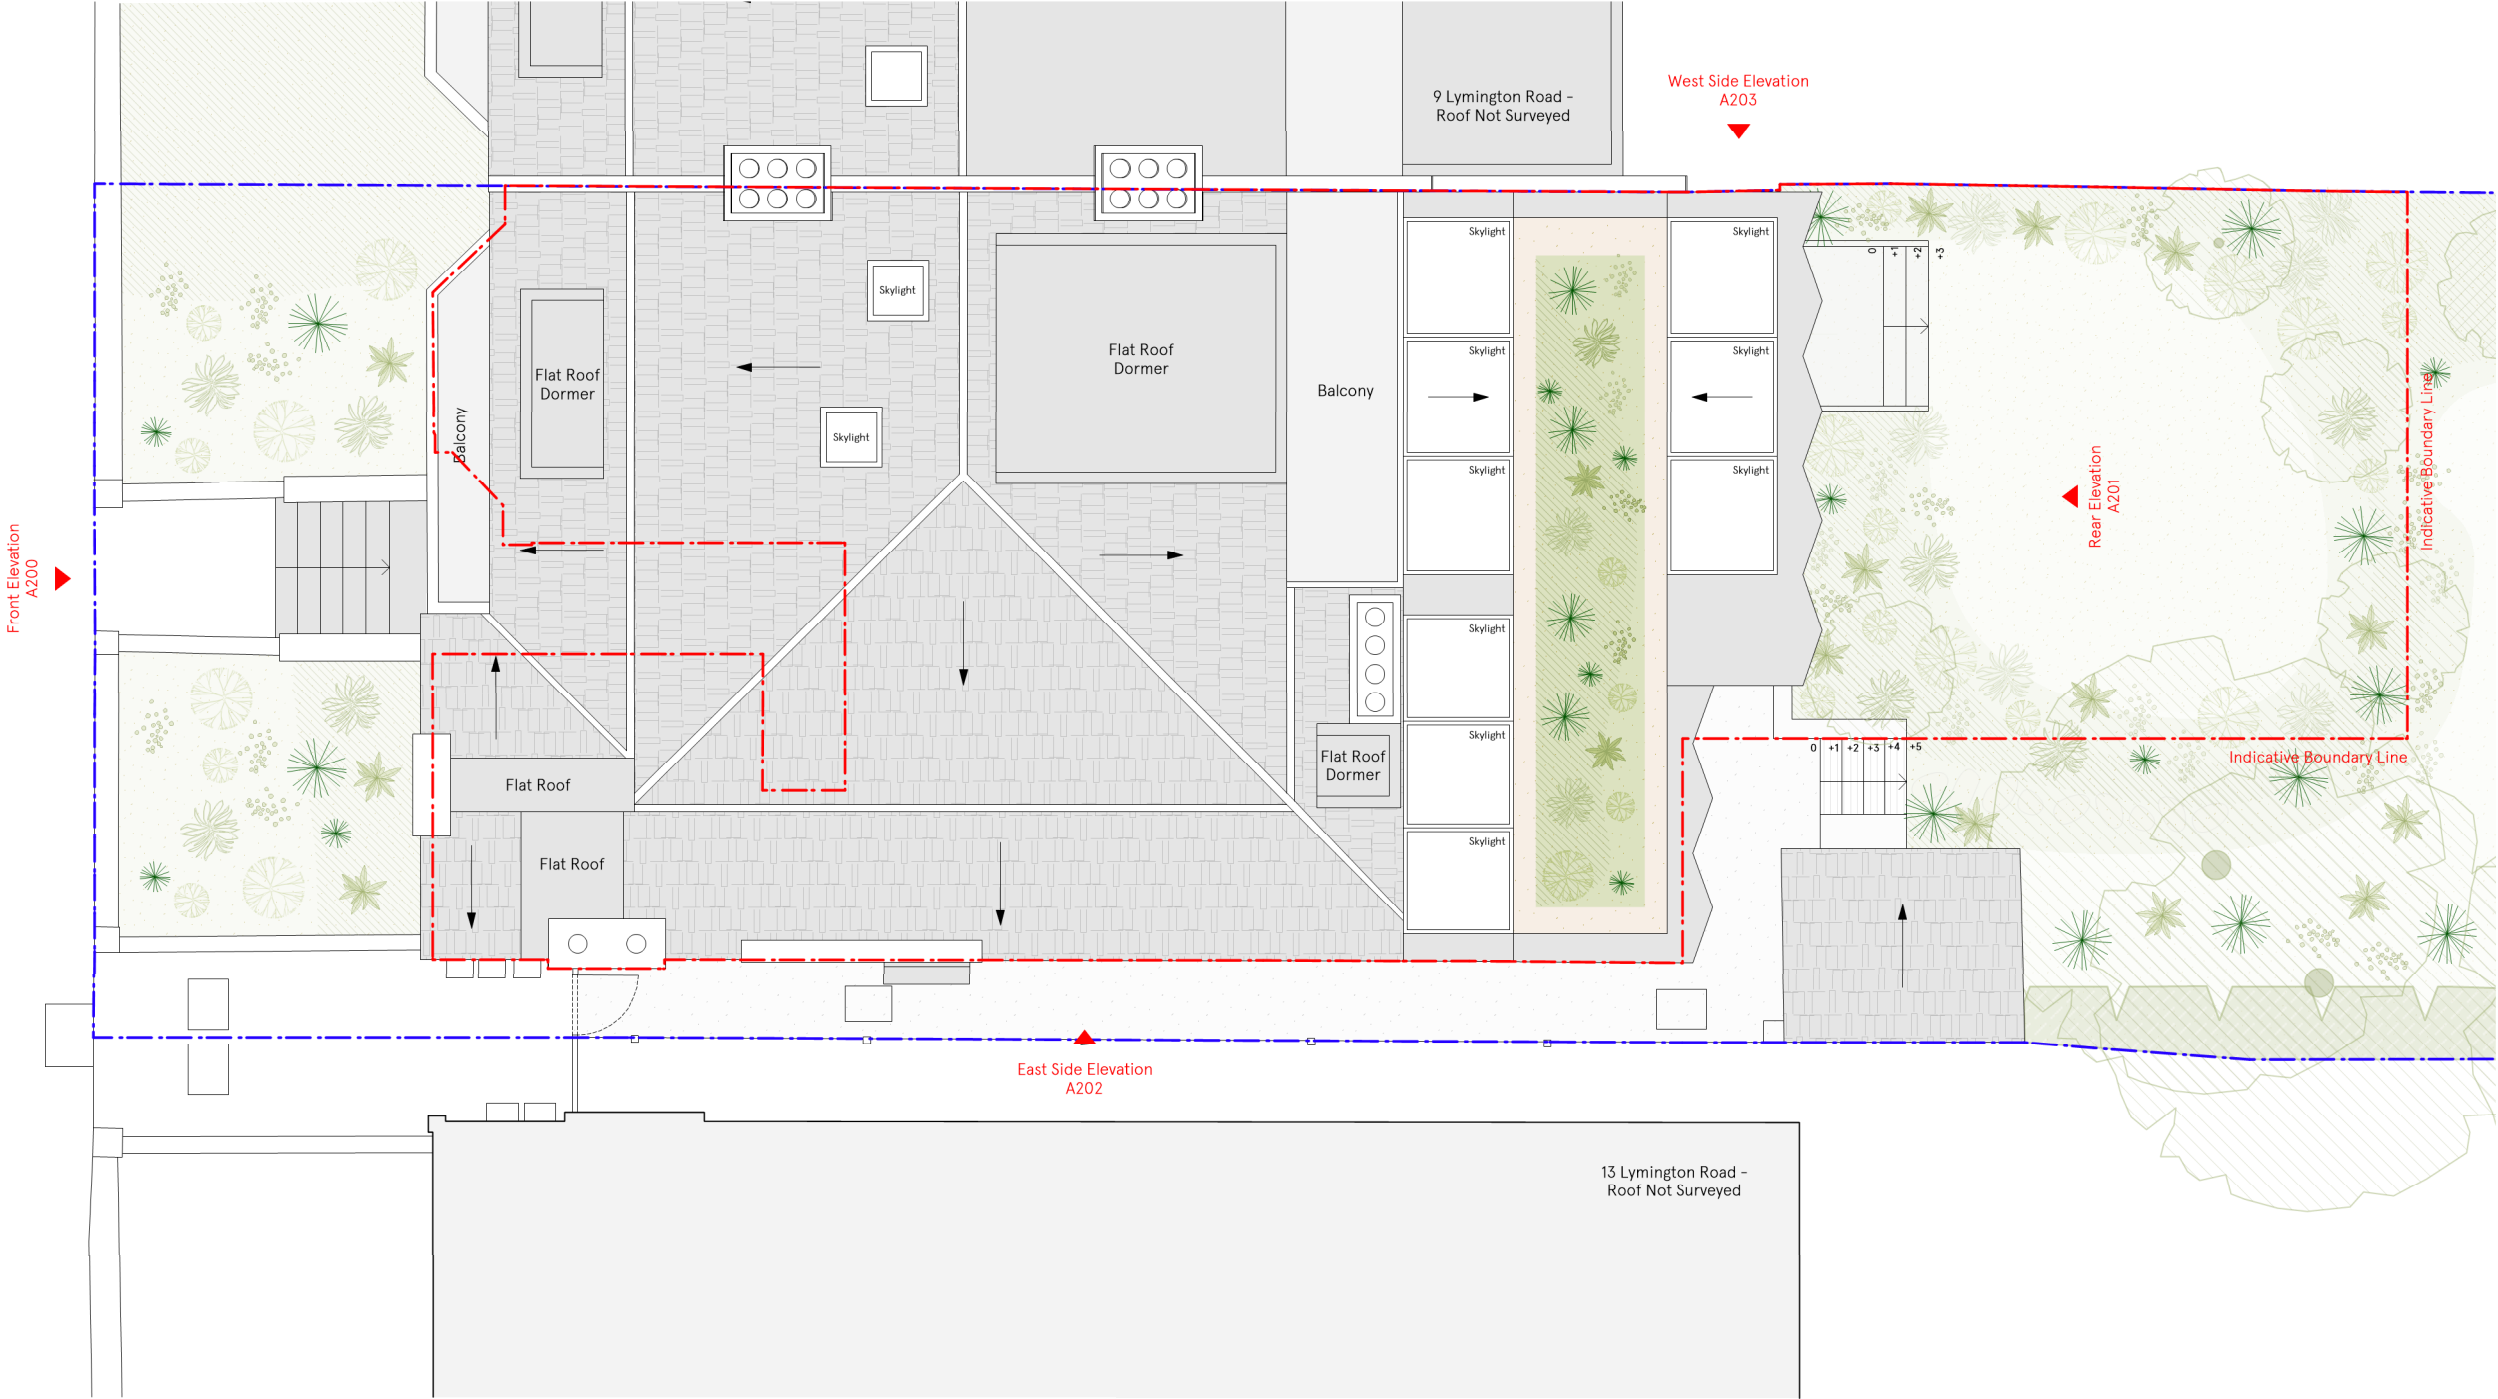 9 Lymington Road -
Roof Not Surveyed
West Side Elevation
A203
Skylight
Skylight
0
+1
+2
+3
Skylight
Flat Roof
Dormer
Skylight
Skylight
Flat Roof
Dormer
Balcony
Balcony
Skylight
Skylight
Skylight
Indicative Boundary Line
Rear Elevation
A201
Front Elevation
A200
Skylight
Skylight
Flat Roof
Dormer
0
+1
+2
+3
+4
+5
Indicative Boundary Line
Flat Roof
Skylight
Flat Roof
East Side Elevation
A202
13 Lymington Road -
Roof Not Surveyed